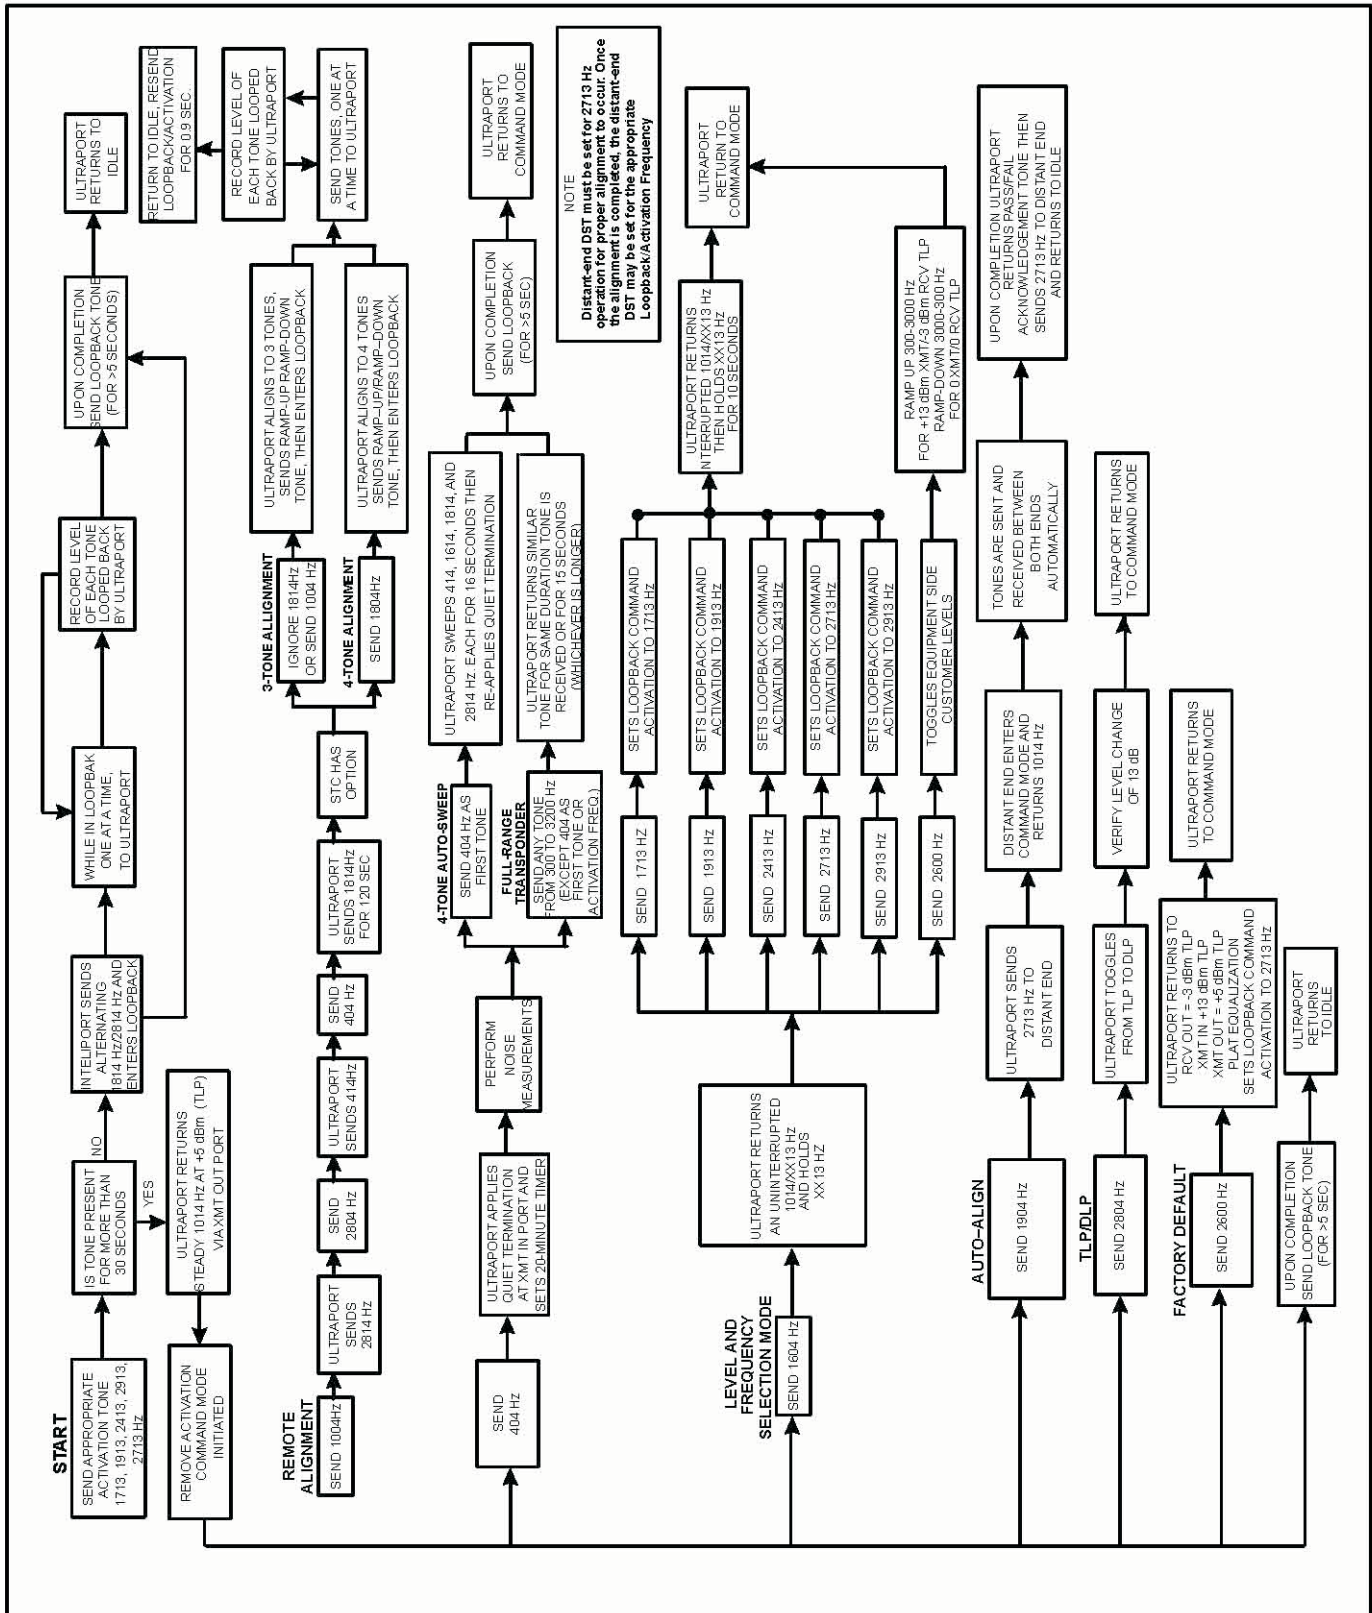 START
SEND APPROPRIATE
ACTIVATION TONE
1713, 1913, 2413, 2913,
2713 Hz
IS TONE PRESENT
FOR MORE THAN
30 SECONDS
NO
YES
INTELIPORT SENDS
ALTERNATING
1814 HZ/2814 HZ AND
ENTERS LOOPBACK
WHILE IN LOOPBAK
ONE AT A TIME,
TO ULTRAPORT
RECORD LEVEL
OF EACH TONE
LOOPED BACK
BY ULTRAPORT
UPON COMPLETION
SEND LOOPBACK TONE
(FOR >5 SECONDS)
ULTRAPORT
RETURNS TO
IDLE
ULTRAPORT RETURNS
STEADY 1014 HZ AT +5 dBm (TLP)
VIA XMT OUT PORT
REMOVE ACTIVATION
COMMAND MODE
INITIATED
REMOTE
ALIGNMENT
SEND 1004Hz
ULTRAPORT
SENDS
2814 HZ
SEND
2804 HZ
ULTRAPORT
SENDS 414HZ
SEND
404 HZ
ULTRAPORT
SENDS 1814HZ
FOR 120 SEC
STC HAS
OPTION
3-TONE ALLIGNMENT
IGNORE 1814HZ
OR SEND 1004 HZ
ULTRAPORT ALIGNS TO 3 TONES,
SENDS RAMP-UP RAMP-DOWN
TONE, THEN ENTERS LOOPBACK
4-TONE ALIGNMENT
SEND 1804HZ
ULTRAPORT ALIGNS TO 4 TONES
SENDS RAMP–UP/RAMP–DOWN
TONE, THEN ENTERS LOOPBACK
SEND TONES, ONE AT
A TIME TO ULTRAPORT
RECORD LEVEL OF
EACH TONE LOOPED
BACK BY ULTRAPORT
RETURN TO IDLE, RESEND
LOOPBACK/ACTIVATION
FOR 0.9 SEC.
SEND
404 HZ
ULTRAPORT APPLIES
QUIET TERMINATION
AT XMT IN PORT AND
SETS 20-MINUTE TIMER
PERFORM
NOISE
MEASUREMENTS
4-TONE AUTO-SWEEP
SEND 404 HZ AS
FIRST TONE
ULTRAPORT SWEEPS 414, 1614, 1814, AND
2814 HZ. EACH FOR 16 SECONDS THEN
RE-APPLIES QUIET TERMINATION
FULL-RANGE
TRANSPONDER
SEND ANY TONE
FROM 300 TO 3200 Hz
(EXCEPT 404 AS
FIRST TONE OR
ACTIVATION FREQ.)
ULTRAPORT RETURNS SIMILAR
TONE FOR SAME DURATION TONE IS
RECEIVED OR FOR 15 SECONDS
(WHICHEVER IS LONGER)
UPON COMPLETION
SEND LOOPBACK
(FOR >5 SEC)
ULTRAPORT
RETURNS TO
COMMAND MODE
NOTE
Distant-end DST must be set for 2713 Hz
operation for proper alignment to occur. Once
the alignment is completed, the distant-end
DST may be set for the appropriate
Loopback/Activation Frequency
LEVEL AND
FREQUENCY
SELECTION MODE
SEND 1604 HZ
ULTRAPORT RETURNS
AN UNINTERRUPTED
1014/XX13 HZ
AND HOLDS
XX13 HZ
SEND 1713 HZ
SETS LOOPBACK COMMAND
ACTIVATION TO 1713 HZ
SEND 1913 HZ
SETS LOOPBACK COMMAND
ACTIVATION TO 1913 HZ
SEND 2413 HZ
SETS LOOPBACK COMMAND
ACTIVATION TO 2413 HZ
SEND 2713 HZ
SETS LOOPBACK COMMAND
ACTIVATION TO 2713 HZ
SEND 2913 HZ
SETS LOOPBACK COMMAND
ACTIVATION TO 2913 HZ
SEND 2600 HZ
TOGGLES EQUIPMENT SIDE
CUSTOMER LEVELS
ULTRAPORT RETURNS
INTERRUPTED 1014/XX13 HZ
THEN HOLDS XX13 HZ
FOR 10 SECONDS
ULTRAPORT
RETURN TO
COMMAND MODE
RAMP UP 300-3000 HZ
FOR +13 dBm XMT/-3 dBm RCV TLP
RAMP-DOWN 3000-300 HZ
FOR 0 XMT/0 RCV TLP
AUTO–ALIGN
SEND 1904 HZ
ULTRAPORT SENDS
2713 HZ TO
DISTANT END
DISTANT END ENTERS
COMMAND MODE AND
RETURNS 1014 HZ
TONES ARE SENT AND
RECEIVED BETWEEN
BOTH ENDS
AUTOMATICALLY
UPON COMPLETION ULTRAPORT
RETURNS PASS/FAIL
ACKNOWLEDGEMENT TONE THEN
SENDS 2713 HZ TO DISTANT END
AND RETURNS TO IDLE
TLP/DLP
SEND 2804 HZ
ULTRAPORT TOGGLES
FROM TLP TO DLP
VERIFY LEVEL CHANGE
OF 13 dB
ULTRAPORT RETURNS
TO COMMAND MODE
FACTORY DEFAULT
SEND 2600 HZ
ULTRAPORT RETURNS TO
RCV OUT = -3 dBm TLP
XMT IN +13 dBm TLP
XMT OUT = +5 dBm TLP
PLAT EQUALIZATION
SETS LOOPBACK COMMAND
ACTIVATION TO 2713 HZ
ULTRAPORT RETURNS
TO COMMAND MODE
UPON COMPLETION
SEND LOOPBACK TONE
(FOR >5 SEC)
ULTRAPORT
RETURNS
TO IDLE